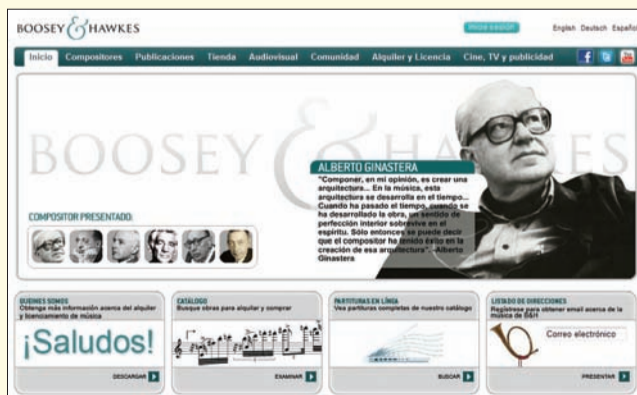 BOOSEY & HAWKES
English Deutsch Español
Inicio Compositores Publicaciones Tienda Audiovisual Comunidad Alquiler y Licencia Cine, TV y publicidad
BOOSEY & HAWKES
ALBERTO GINASTERA
"Componer, en mi opinión, es crear una
arquitectura... En la música, esta
arquitectura se desarrolla en el tiempo...
Cuando ha pasado el tiempo, cuando se
ha desarrollado la obra, un sentido de
perfección interior sobrevive en el
espíritu. Sólo entonces se puede decir
que el compositor ha tenido éxito en la
creación de esa arquitectura". -Alberto
Ginastera
COMPOSITOR PRESENTADO:
QUIENES SOMOS
Obtenga más información acerca del alquiler
y licenciamiento de música
¡Saludos!
DESCARGAR
CATÁLOGO
Busque obras para alquilar y comprar
EXAMINAR
PARTITURAS EN LÍNEA
Vea partituras completas de nuestro catálogo
BUSCAR
LISTADO DE DIRECCIONES
Regístrese para obtener email acerca de la
música de B&H
Correo electrónico
PRESENTAR